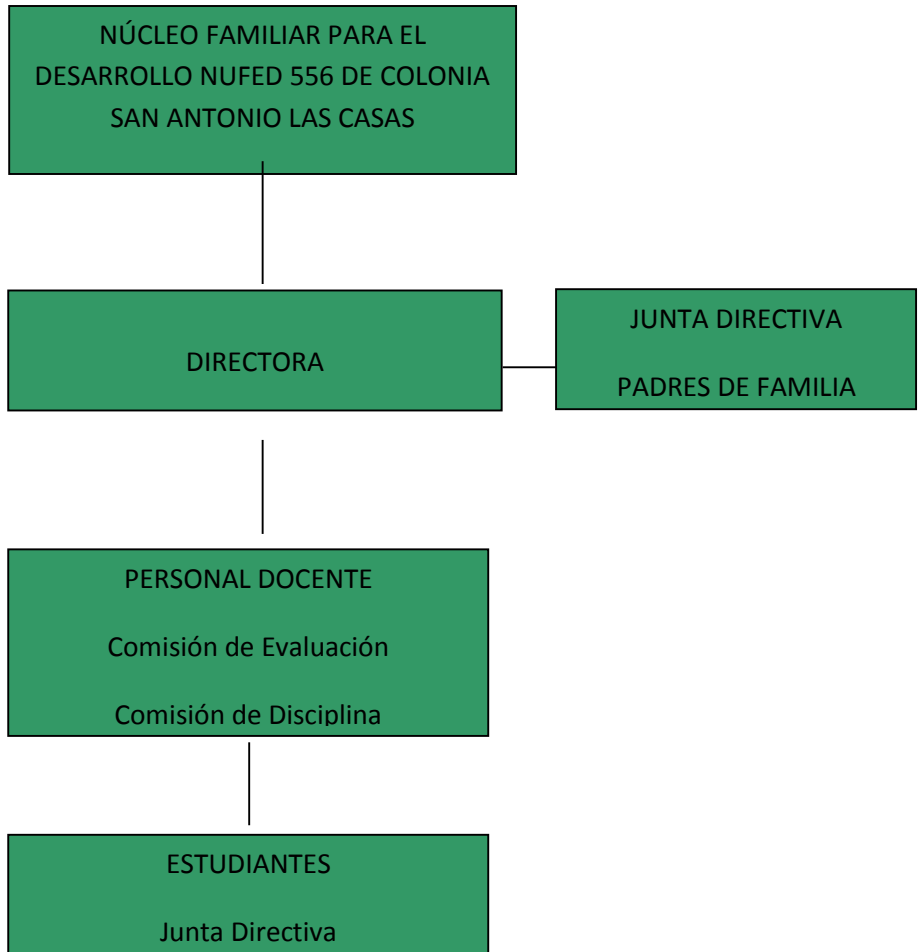 NÚCLEO FAMILIAR PARA EL
DESARROLLO NUFED 556 DE COLONIA
SAN ANTONIO LAS CASAS
DIRECTORA
JUNTA DIRECTIVA
PADRES DE FAMILIA
PERSONAL DOCENTE
Comisión de Evaluación
Comisión de Disciplina
ESTUDIANTES
Junta Directiva